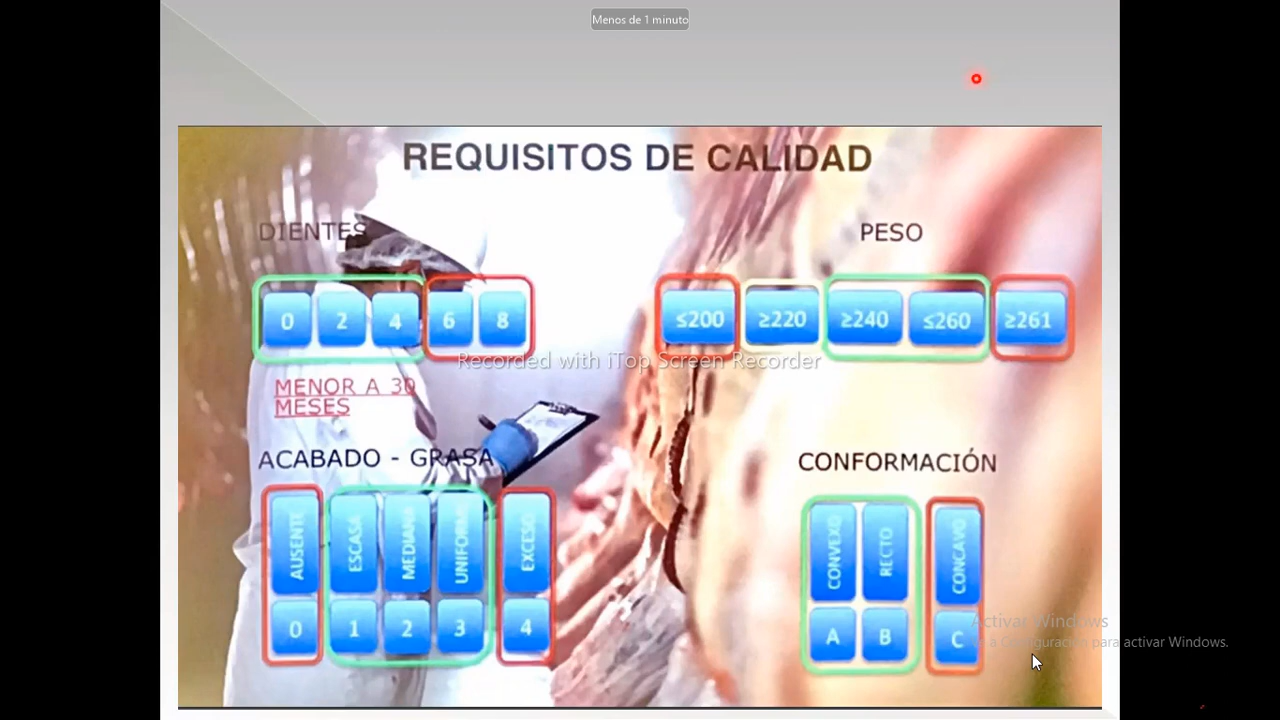 Menos de 1 minuto
REQUISITOS DE CALIDAD
DIENTES
PESO
0 2 4 6 8
≤200 ≥220 ≥240 ≤260 ≥261
Recorded with iTop Screen Recorder
MENOR A 30
MESES
ACABADO - GRASA
CONFORMACIÓN
AUSENTE ESCASA MEDIANA UNIFORME EXCESO
CONVEXO RECTO CONCAVO
0 1 2 3 4
A B C
Activar Windows
a Configuración para activar Windows.